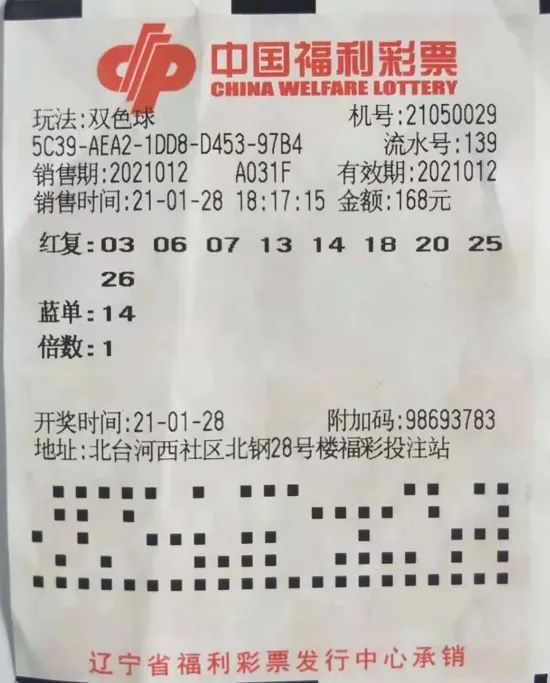 中国福利彩票
CHINA WELFARE LOTTERY
玩法:双色球 机号:21050029
5C39-AEA2-1DD8-D453-97B4 流水号:139
销售期:2021012 A031F 有效期:2021012
销售时间:21-01-28 18:17:15 金额:168元
红复:03 06 07 13 14 18 20 25
26
蓝单:14
倍数:1
开奖时间:21-01-28 附加码:98693783
地址:北台河西社区北钢28号楼福彩投注站
辽宁省福利彩票发行中心承销